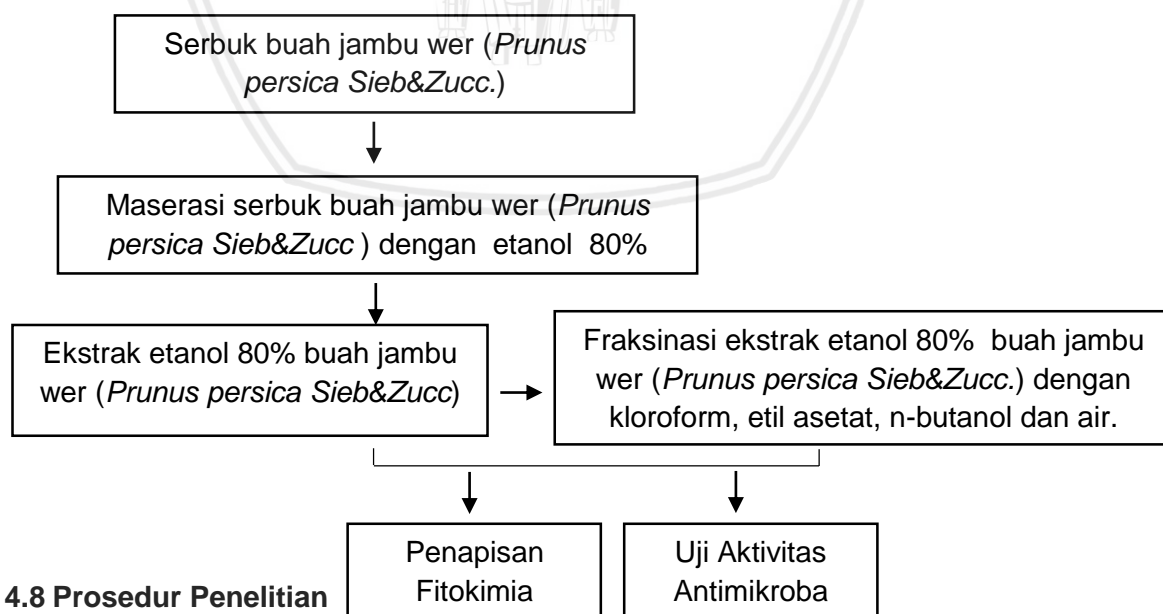 Serbuk buah jambu wer (Prunus
persica Sieb&Zucc.)
Maserasi serbuk buah jambu wer (Prunus
persica Sieb&Zucc ) dengan  etanol  80%
Ekstrak etanol 80% buah jambu
wer (Prunus persica Sieb&Zucc)
Fraksinasi ekstrak etanol 80%  buah jambu
wer (Prunus persica Sieb&Zucc.) dengan
kloroform, etil asetat, n-butanol dan air.
Penapisan
Fitokimia
Uji Aktivitas
Antimikroba
4.8 Prosedur Penelitian